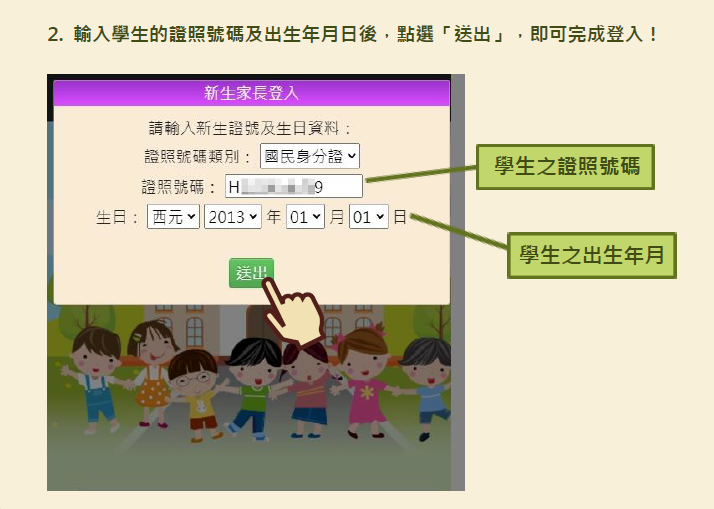 2. 輸入學生的證照號碼及出生年月日後，點選「送出」，即可完成登入！
新生家長登入
請輸入新生證號及生日資料：
證照號碼類別： 國民身分證
證照號碼： H 9
學生之證照號碼
生日： 西元 2013 年 01 月 01 日
學生之出生年月
送出